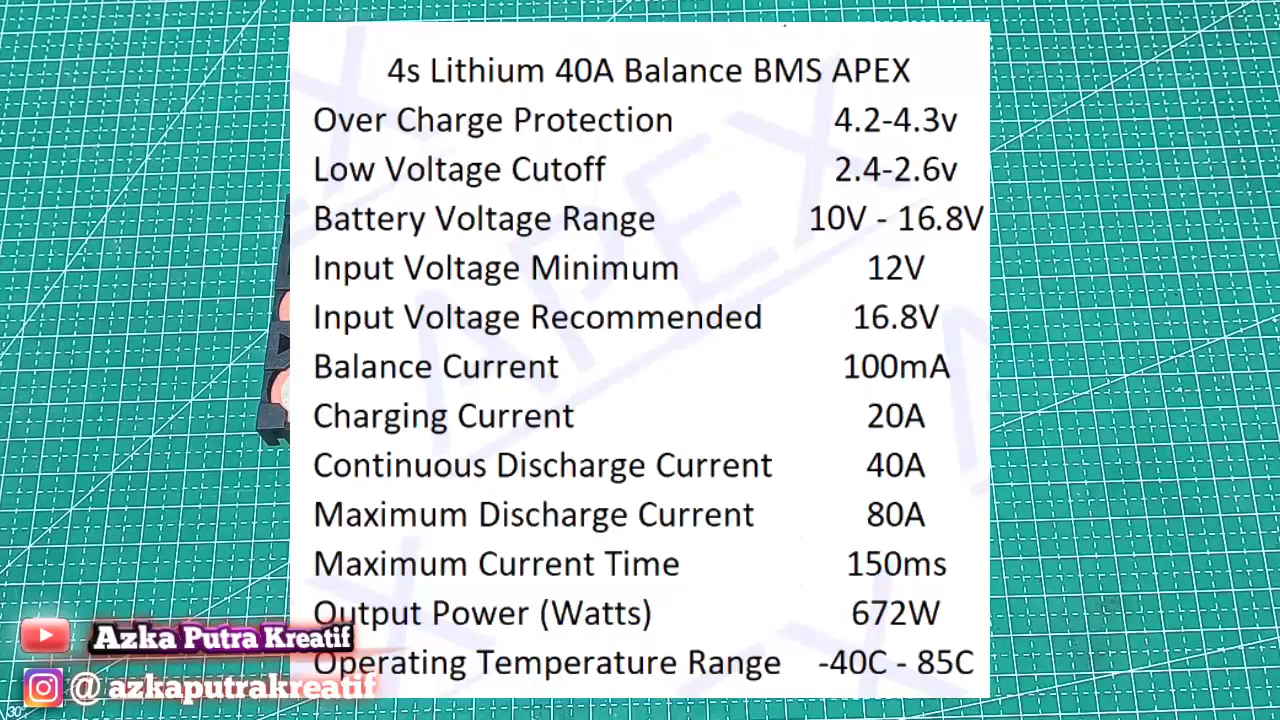 4s Lithium 40A Balance BMS APEX
Over Charge Protection 4.2-4.3v
Low Voltage Cutoff 2.4-2.6v
Battery Voltage Range 10V - 16.8V
Input Voltage Minimum 12V
Input Voltage Recommended 16.8V
Balance Current 100mA
Charging Current 20A
Continuous Discharge Current 40A
Maximum Discharge Current 80A
Maximum Current Time 150ms
Output Power (Watts) 672W
Operating Temperature Range -40C - 85C
Azka Putra Kreatif
@azkaputrakreatif
APEX
30°